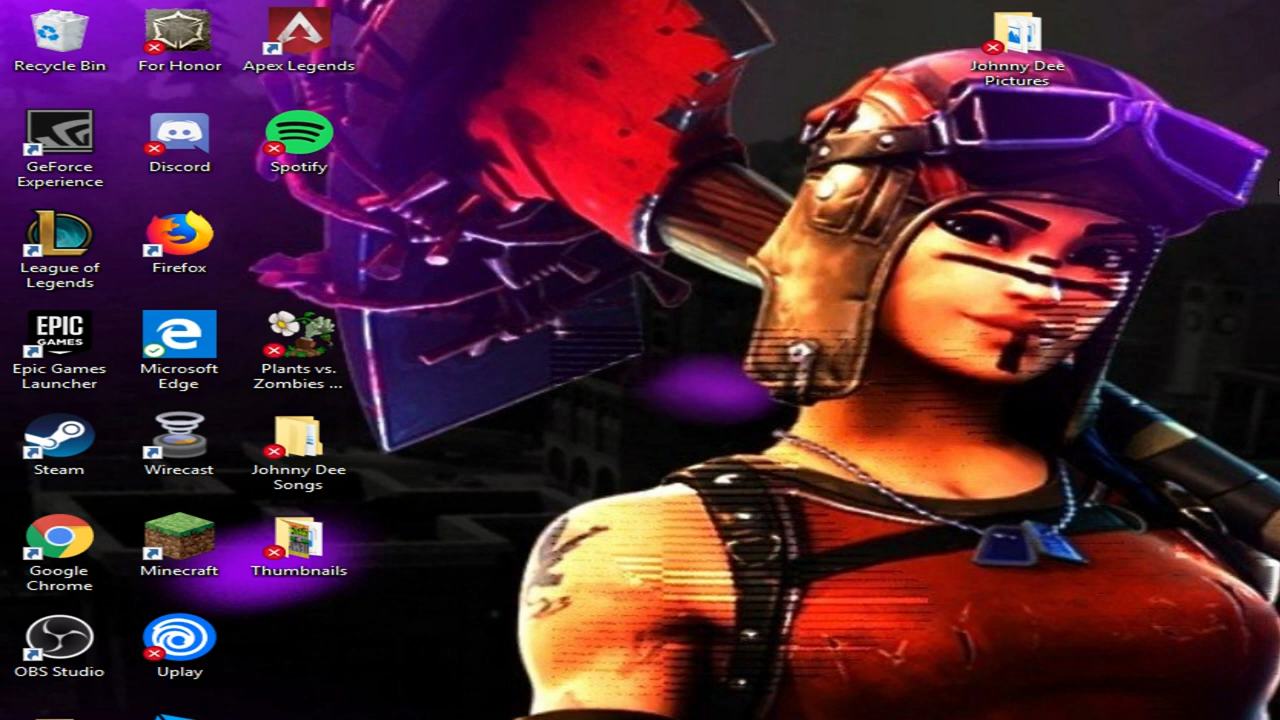 Recycle Bin
For Honor
Apex Legends
Johnny Dee
Pictures
GeForce
Experience
Discord
Spotify
League of
Legends
Firefox
EPIC
GAMES
Epic Games
Launcher
Microsoft
Edge
Plants vs.
Zombies ...
Steam
Wirecast
Johnny Dee
Songs
Google
Chrome
Minecraft
Thumbnails
OBS Studio
Uplay